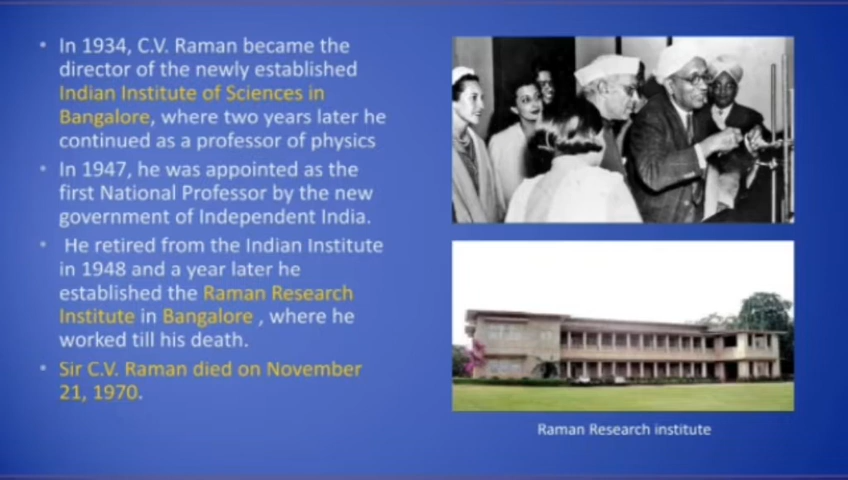 • In 1934, C.V. Raman became the
director of the newly established
Indian Institute of Sciences in
Bangalore, where two years later he
continued as a professor of physics
• In 1947, he was appointed as the
first National Professor by the new
government of Independent India.
• He retired from the Indian Institute
in 1948 and a year later he
established the Raman Research
Institute in Bangalore , where he
worked till his death.
• Sir C.V. Raman died on November
21, 1970.
Raman Research institute